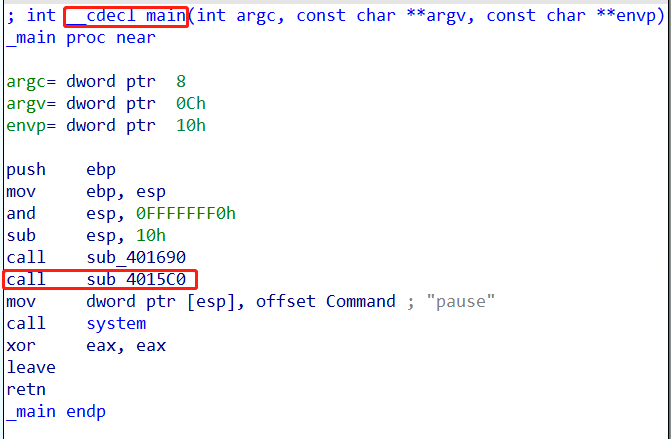 ; int __cdecl main(int argc, const char **argv, const char **envp)
_main proc near
argc= dword ptr  8
argv= dword ptr  0Ch
envp= dword ptr  10h
push    ebp
mov     ebp, esp
and     esp, 0FFFFFFF0h
sub     esp, 10h
call    sub_401690
call    sub_4015C0
mov     dword ptr [esp], offset Command ; "pause"
call    system
xor     eax, eax
leave
retn
_main endp